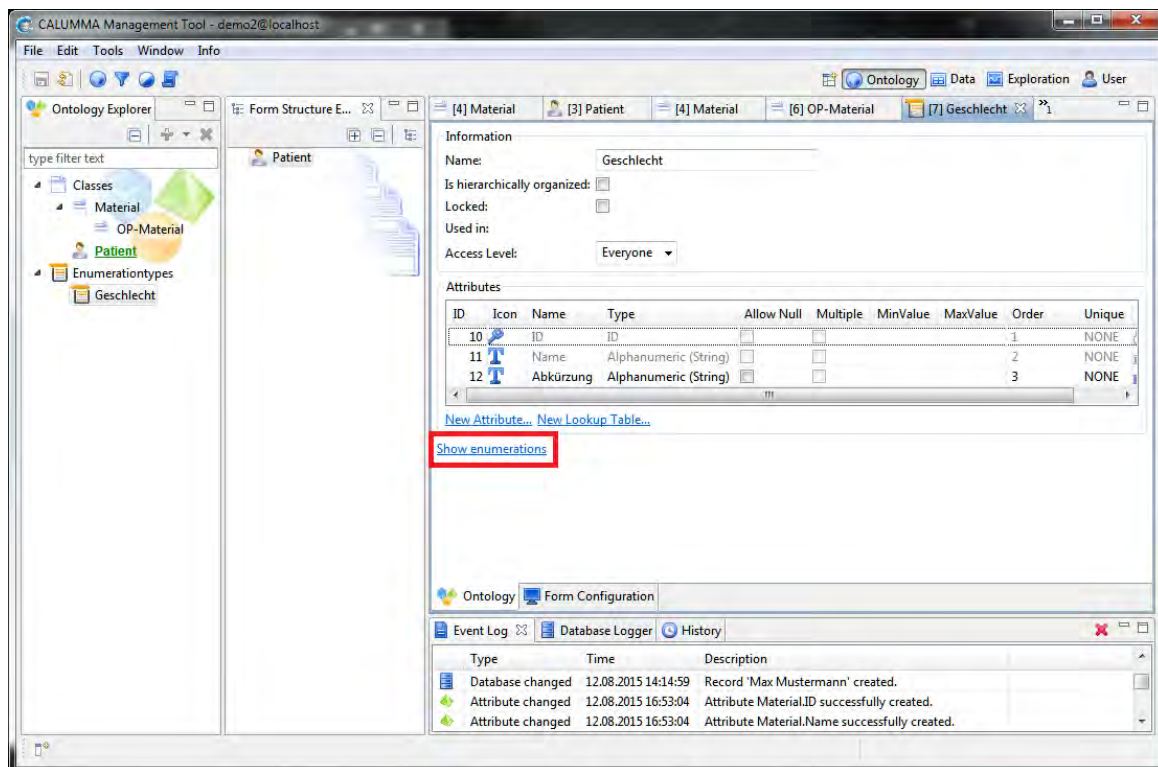 CALUMMA Management Tool - demo2@localhost
File Edit Tools Window Info
Ontology Data Exploration User
Ontology Explorer
type filter text
Classes
Material
OP-Material
Patient
Enumerationtypes
Geschlecht
Form Structure E...
Patient
[4] Material [3] Patient [4] Material [6] OP-Material [7] Geschlecht »1
Information
Name: Geschlecht
Is hierarchically organized:
Locked:
Used in:
Access Level: Everyone
Attributes
ID Icon Name Type Allow Null Multiple MinValue MaxValue Order Unique
10 ID ID 1 NONE
11 T Name Alphanumeric (String) 2 NONE
12 T Abkürzung Alphanumeric (String) 3 NONE
New Attribute... New Lookup Table...
Show enumerations
Ontology Form Configuration
Event Log Database Logger History
Type Time Description
Database changed 12.08.2015 14:14:59 Record 'Max Mustermann' created.
Attribute changed 12.08.2015 16:53:04 Attribute Material.ID successfully created.
Attribute changed 12.08.2015 16:53:04 Attribute Material.Name successfully created.